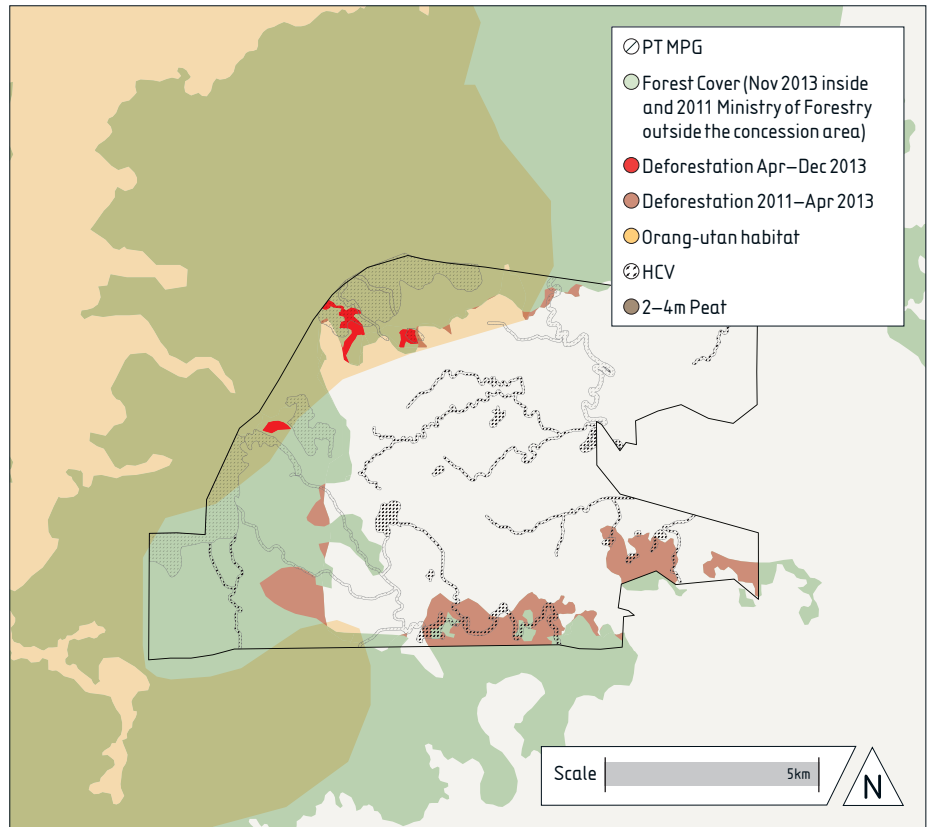 PT MPG
Forest Cover (Nov 2013 inside
and 2011 Ministry of Forestry
outside the concession area)
Deforestation Apr–Dec 2013
Deforestation 2011–Apr 2013
Orang-utan habitat
HCV
2–4m Peat
Scale
5km
N